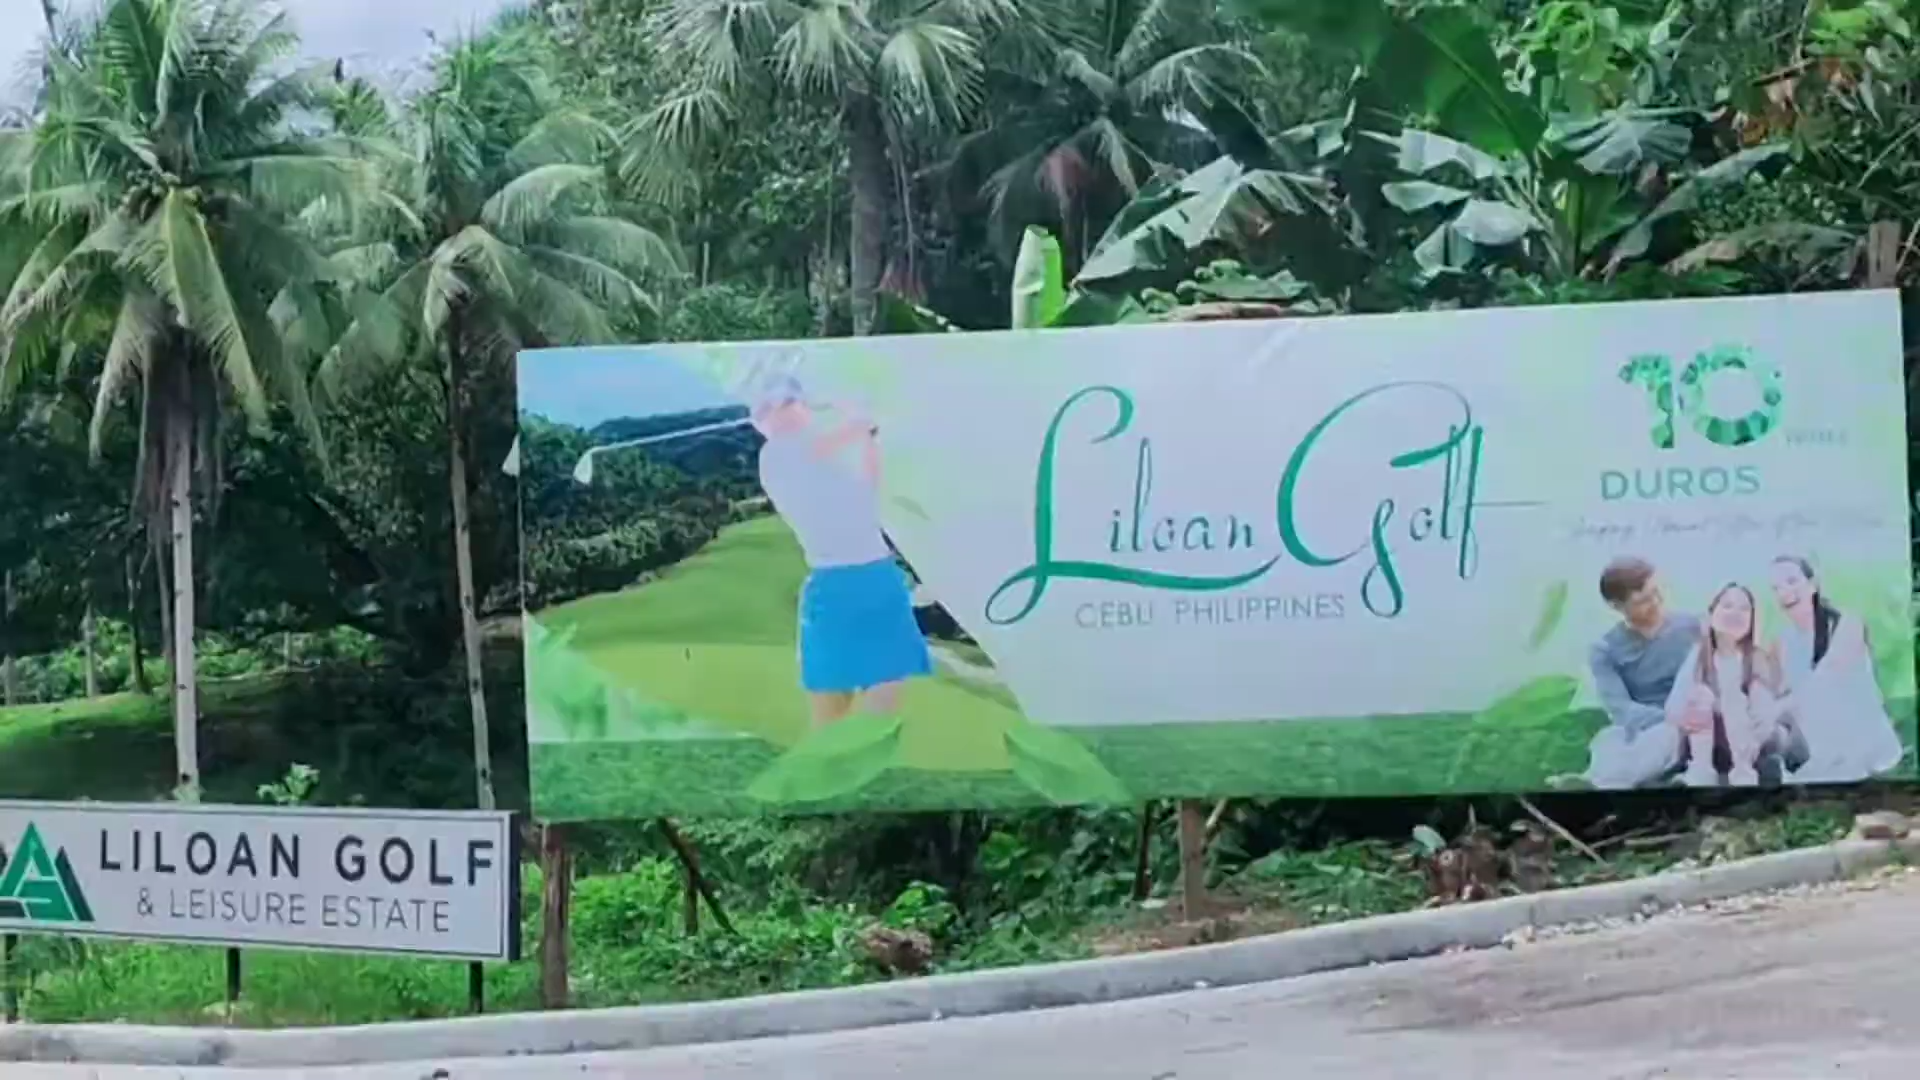 Liloan Golf
CEBU PHILIPPINES
10
DUROS
LILOAN GOLF
& LEISURE ESTATE